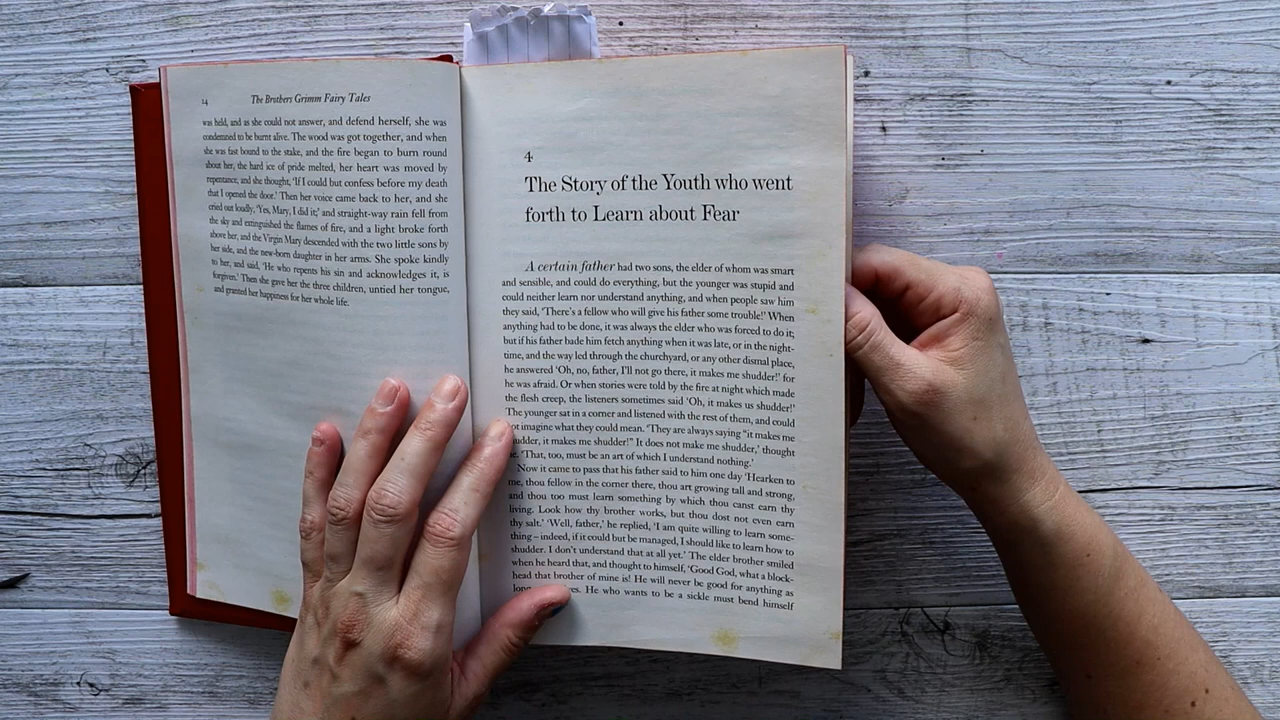 14
The Brothers Grimm Fairy Tales
was held, and as she could not answer, and defend herself, she was
condemned to be burnt alive. The wood was got together, and when
she was fast bound to the stake, and the fire began to burn round
about her, the hard ice of pride melted, her heart was moved by
repentance, and she thought, 'If I could but confess before my death
that I opened the door.' Then her voice came back to her, and she
cried out loudly, 'Yes, Mary, I did it;' and straight-way rain fell from
the sky and extinguished the flames of fire, and a light broke forth
above her, and the Virgin Mary descended with the two little sons by
her side, and the new-born daughter in her arms. She spoke kindly
to her, and said, 'He who repents his sin and acknowledges it, is
forgiven.' Then she gave her the three children, untied her tongue,
and granted her happiness for her whole life.
4
The Story of the Youth who went
forth to Learn about Fear
A certain father had two sons, the elder of whom was smart
and sensible, and could do everything, but the younger was stupid and
could neither learn nor understand anything, and when people saw him
they said, 'There's a fellow who will give his father some trouble!' When
anything had to be done, it was always the elder who was forced to do it;
but if his father bade him fetch anything when it was late, or in the night-
time, and the way led through the churchyard, or any other dismal place,
he answered 'Oh, no, father, I'll not go there, it makes me shudder!' for
he was afraid. Or when stories were told by the fire at night which made
the flesh creep, the listeners sometimes said 'Oh, it makes us shudder!'
The younger sat in a corner and listened with the rest of them, and could
ot imagine what they could mean. 'They are always saying "it makes me
udder, it makes me shudder!" It does not make me shudder,' thought
e. 'That, too, must be an art of which I understand nothing.'
Now it came to pass that his father said to him one day 'Hearken to
me, thou fellow in the corner there, thou art growing tall and strong,
and thou too must learn something by which thou canst earn thy
living. Look how thy brother works, but thou dost not even earn
thy salt.' 'Well, father,' he replied, 'I am quite willing to learn some-
thing – indeed, if it could but be managed, I should like to learn how to
shudder. I don't understand that at all yet.' The elder brother smiled
when he heard that, and thought to himself, 'Good God, what a block-
head that brother of mine is! He will never be good for anything as
long es. He who wants to be a sickle must bend himself